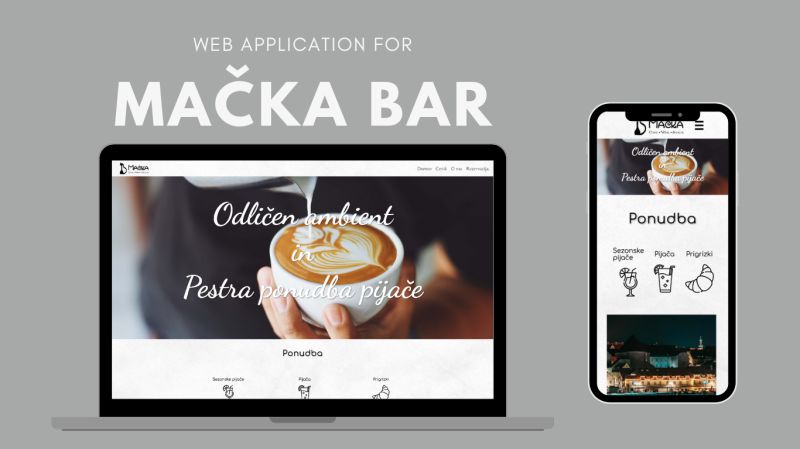 WEB APPLICATION FOR
MAČKA BAR
MAČKA
Domov Cenik O nas Rezervacija
Odličen ambient
in
Pestra ponudba pijače
Ponudba
Sezonske pijače
Pijača
Prigrizki
MAČKA
Odličen ambient
in
Pestra ponudba pijače
Ponudba
Sezonske
pijače
Pijača
Prigrizki